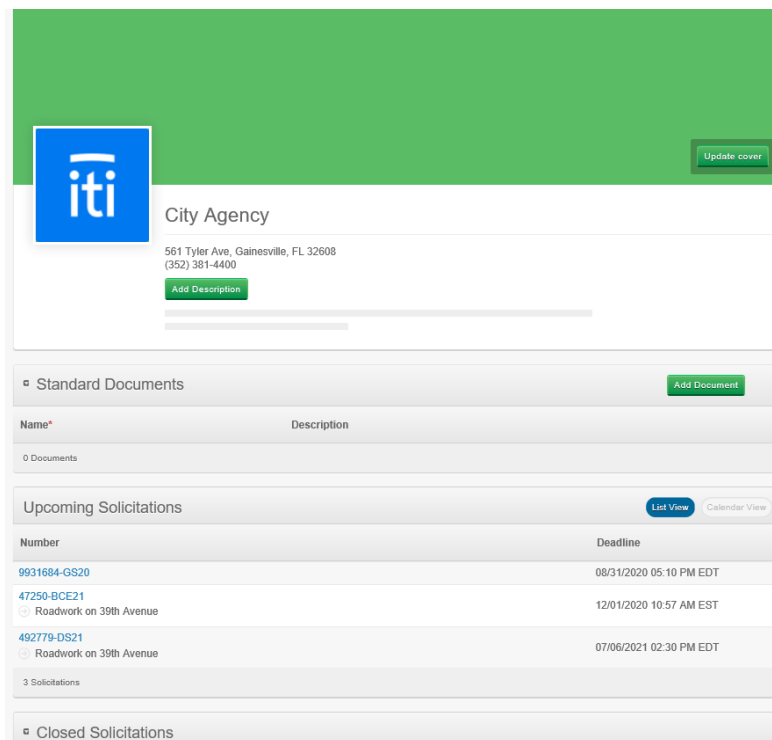 Update cover
iti
City Agency
561 Tyler Ave, Gainesville, FL 32608
(352) 381-4400
Add Description
Standard Documents
Add Document
Name* Description
0 Documents
Upcoming Solicitations
List View Calendar View
Number Deadline
9931684-GS20 08/31/2020 05:10 PM EDT
47250-BCE21
Roadwork on 39th Avenue
12/01/2020 10:57 AM EST
492779-DS21
Roadwork on 39th Avenue
07/06/2021 02:30 PM EDT
3 Solicitations
Closed Solicitations